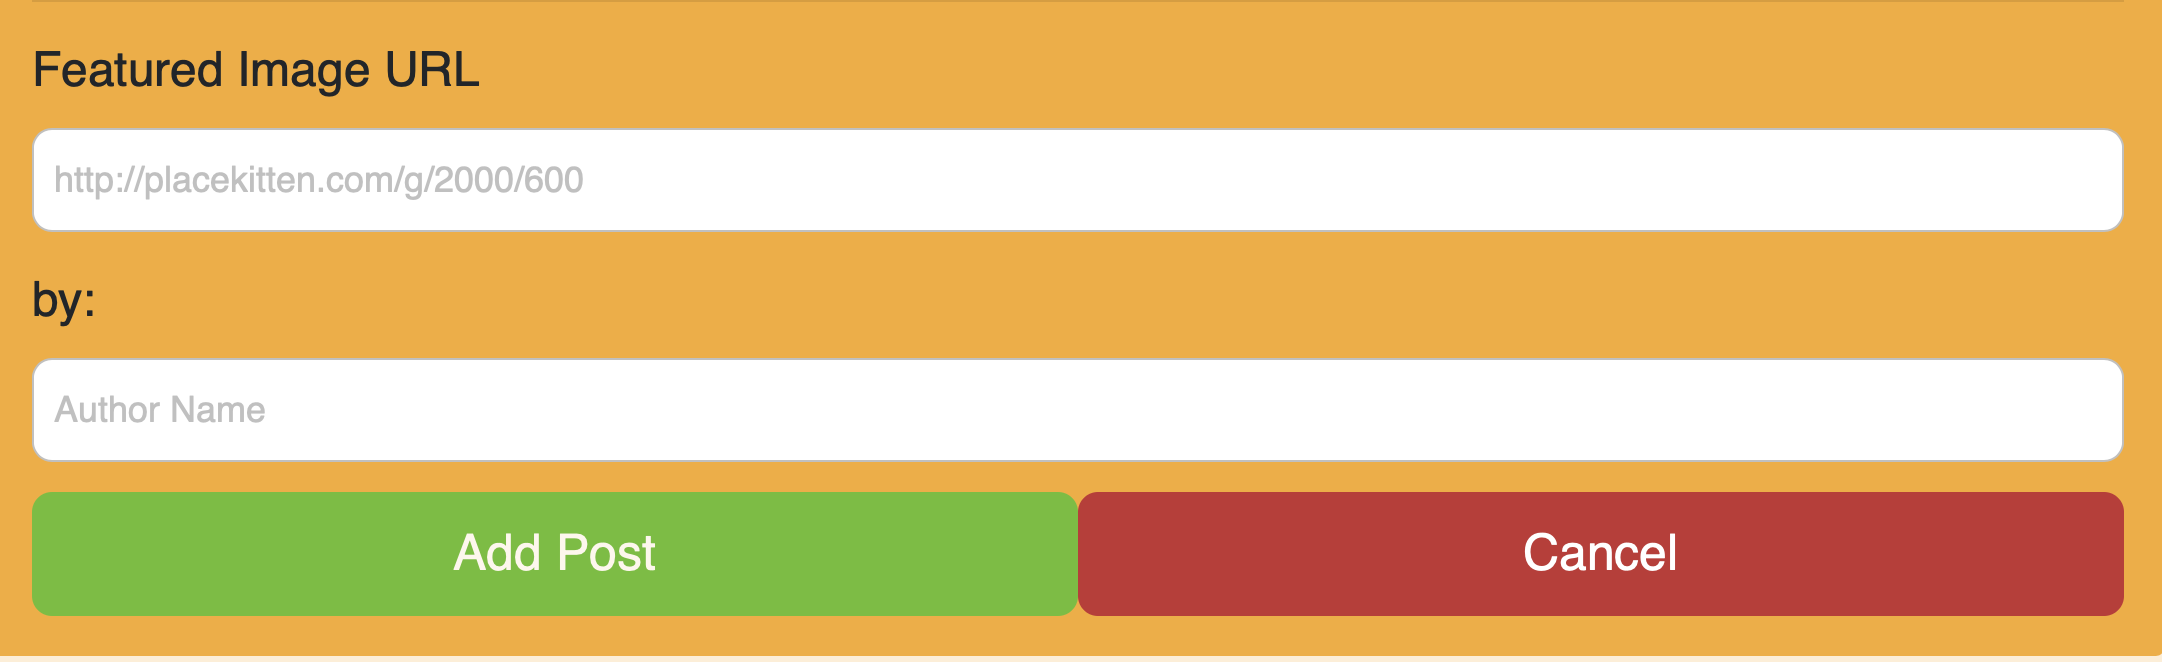 Featured Image URL
http://placekitten.com/g/2000/600
by:
Author Name
Add Post
Cancel